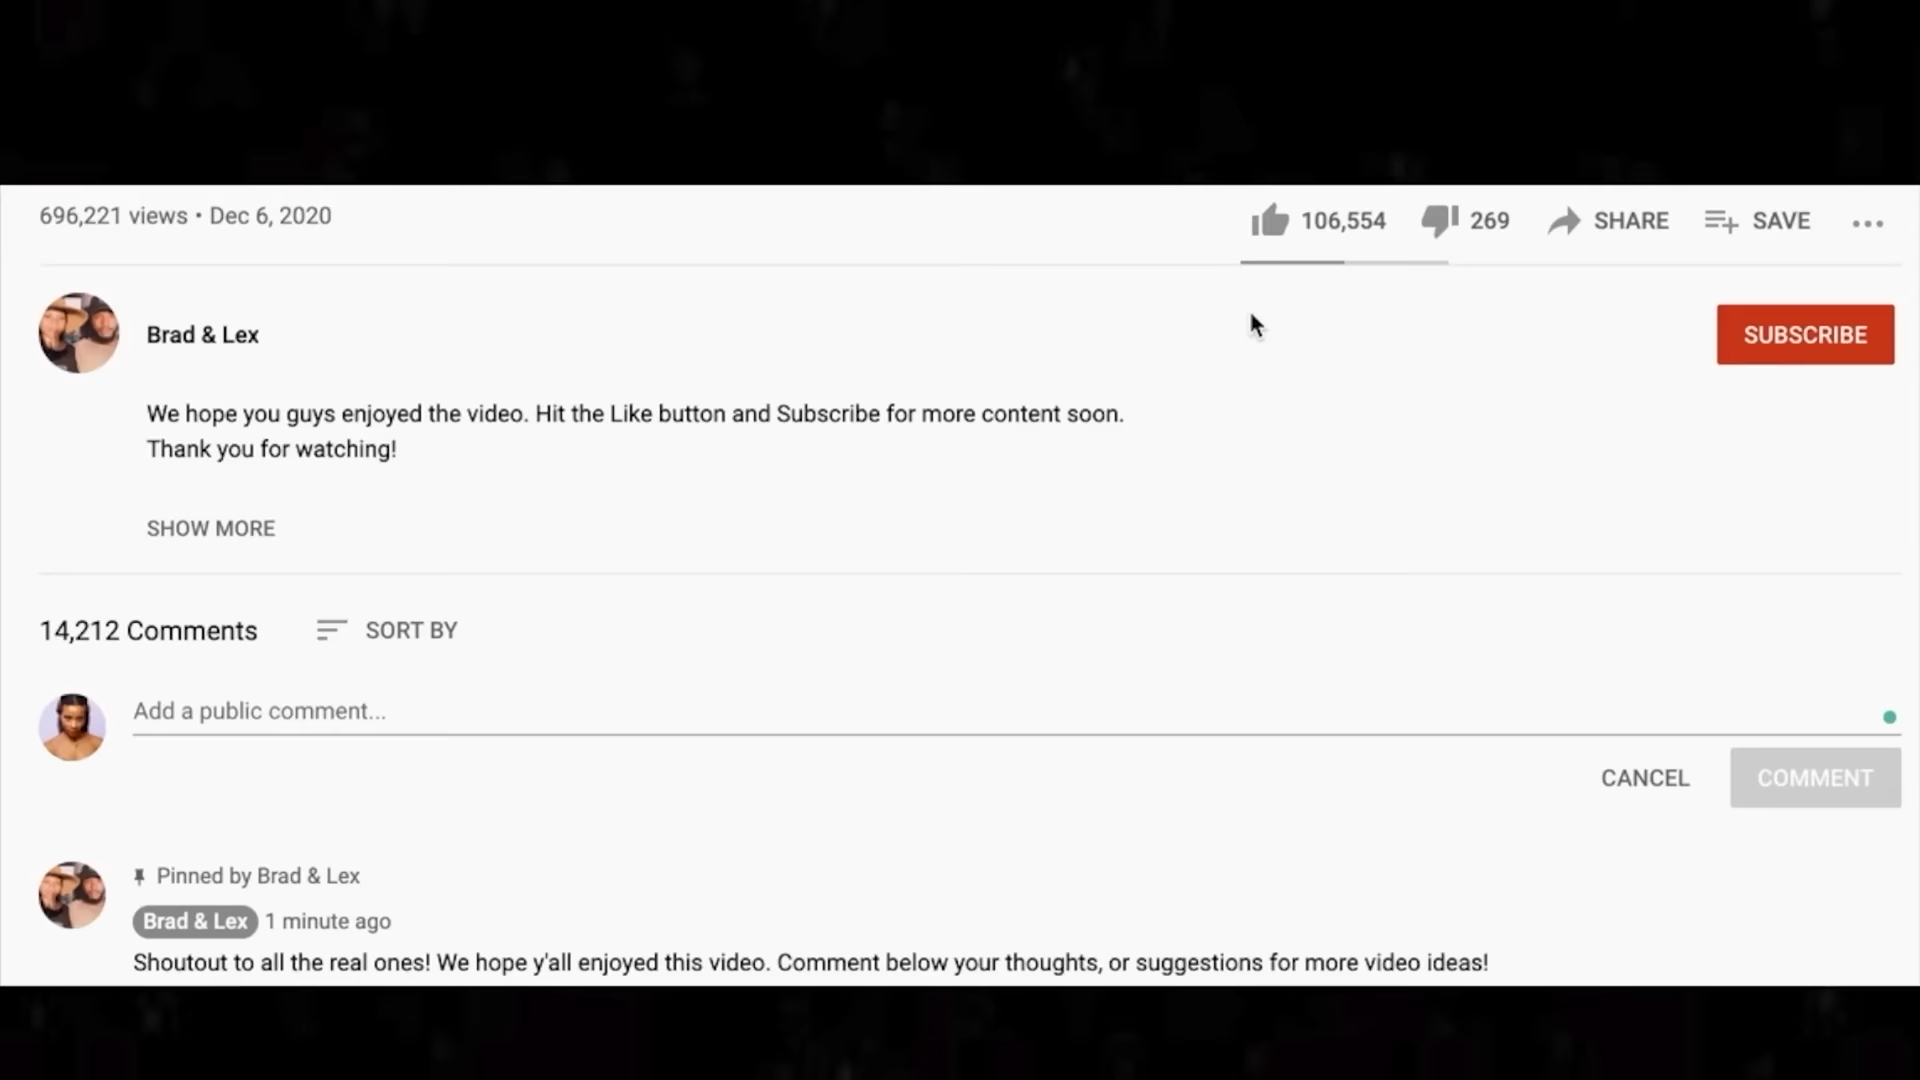 696,221 views • Dec 6, 2020
106,554
269
SHARE
SAVE
Brad & Lex
SUBSCRIBE
We hope you guys enjoyed the video. Hit the Like button and Subscribe for more content soon.
Thank you for watching!
SHOW MORE
14,212 Comments
SORT BY
Add a public comment...
CANCEL
COMMENT
Pinned by Brad & Lex
Brad & Lex 1 minute ago
Shoutout to all the real ones! We hope y'all enjoyed this video. Comment below your thoughts, or suggestions for more video ideas!